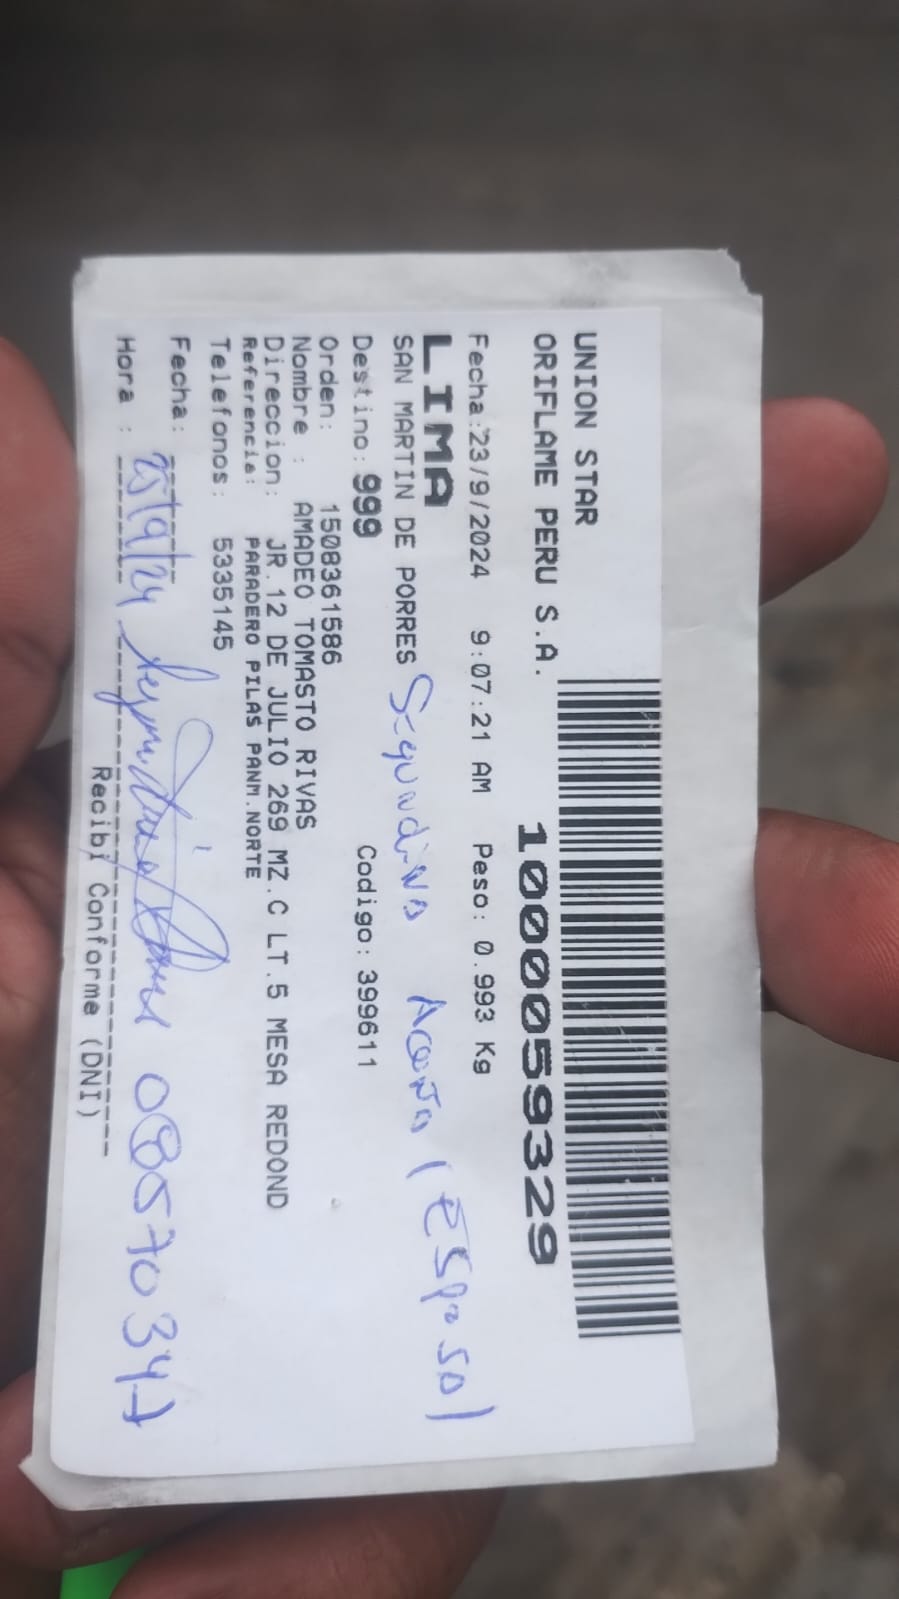 UNION STAR
ORIFLAME PERU S.A.
1000059329
Fecha:23/9/2024 9:07:21 AM Peso: 0.993 Kg
LIMA
SAN MARTIN DE PORRES Segundino (Esposo)
Destino: 999 Codigo: 399611
Orden: 1508361586
Nombre : AMADEO TOMASTO RIVAS
Direccion: JR.12 DE JULIO 269 MZ.C LT.5 MESA REDOND
Referencia: PARADERO PILAS PANM.NORTE
Telefonos: 5335145
Fecha: 25/9/24 08570347
Hora :
Recibi Conforme (DNI)